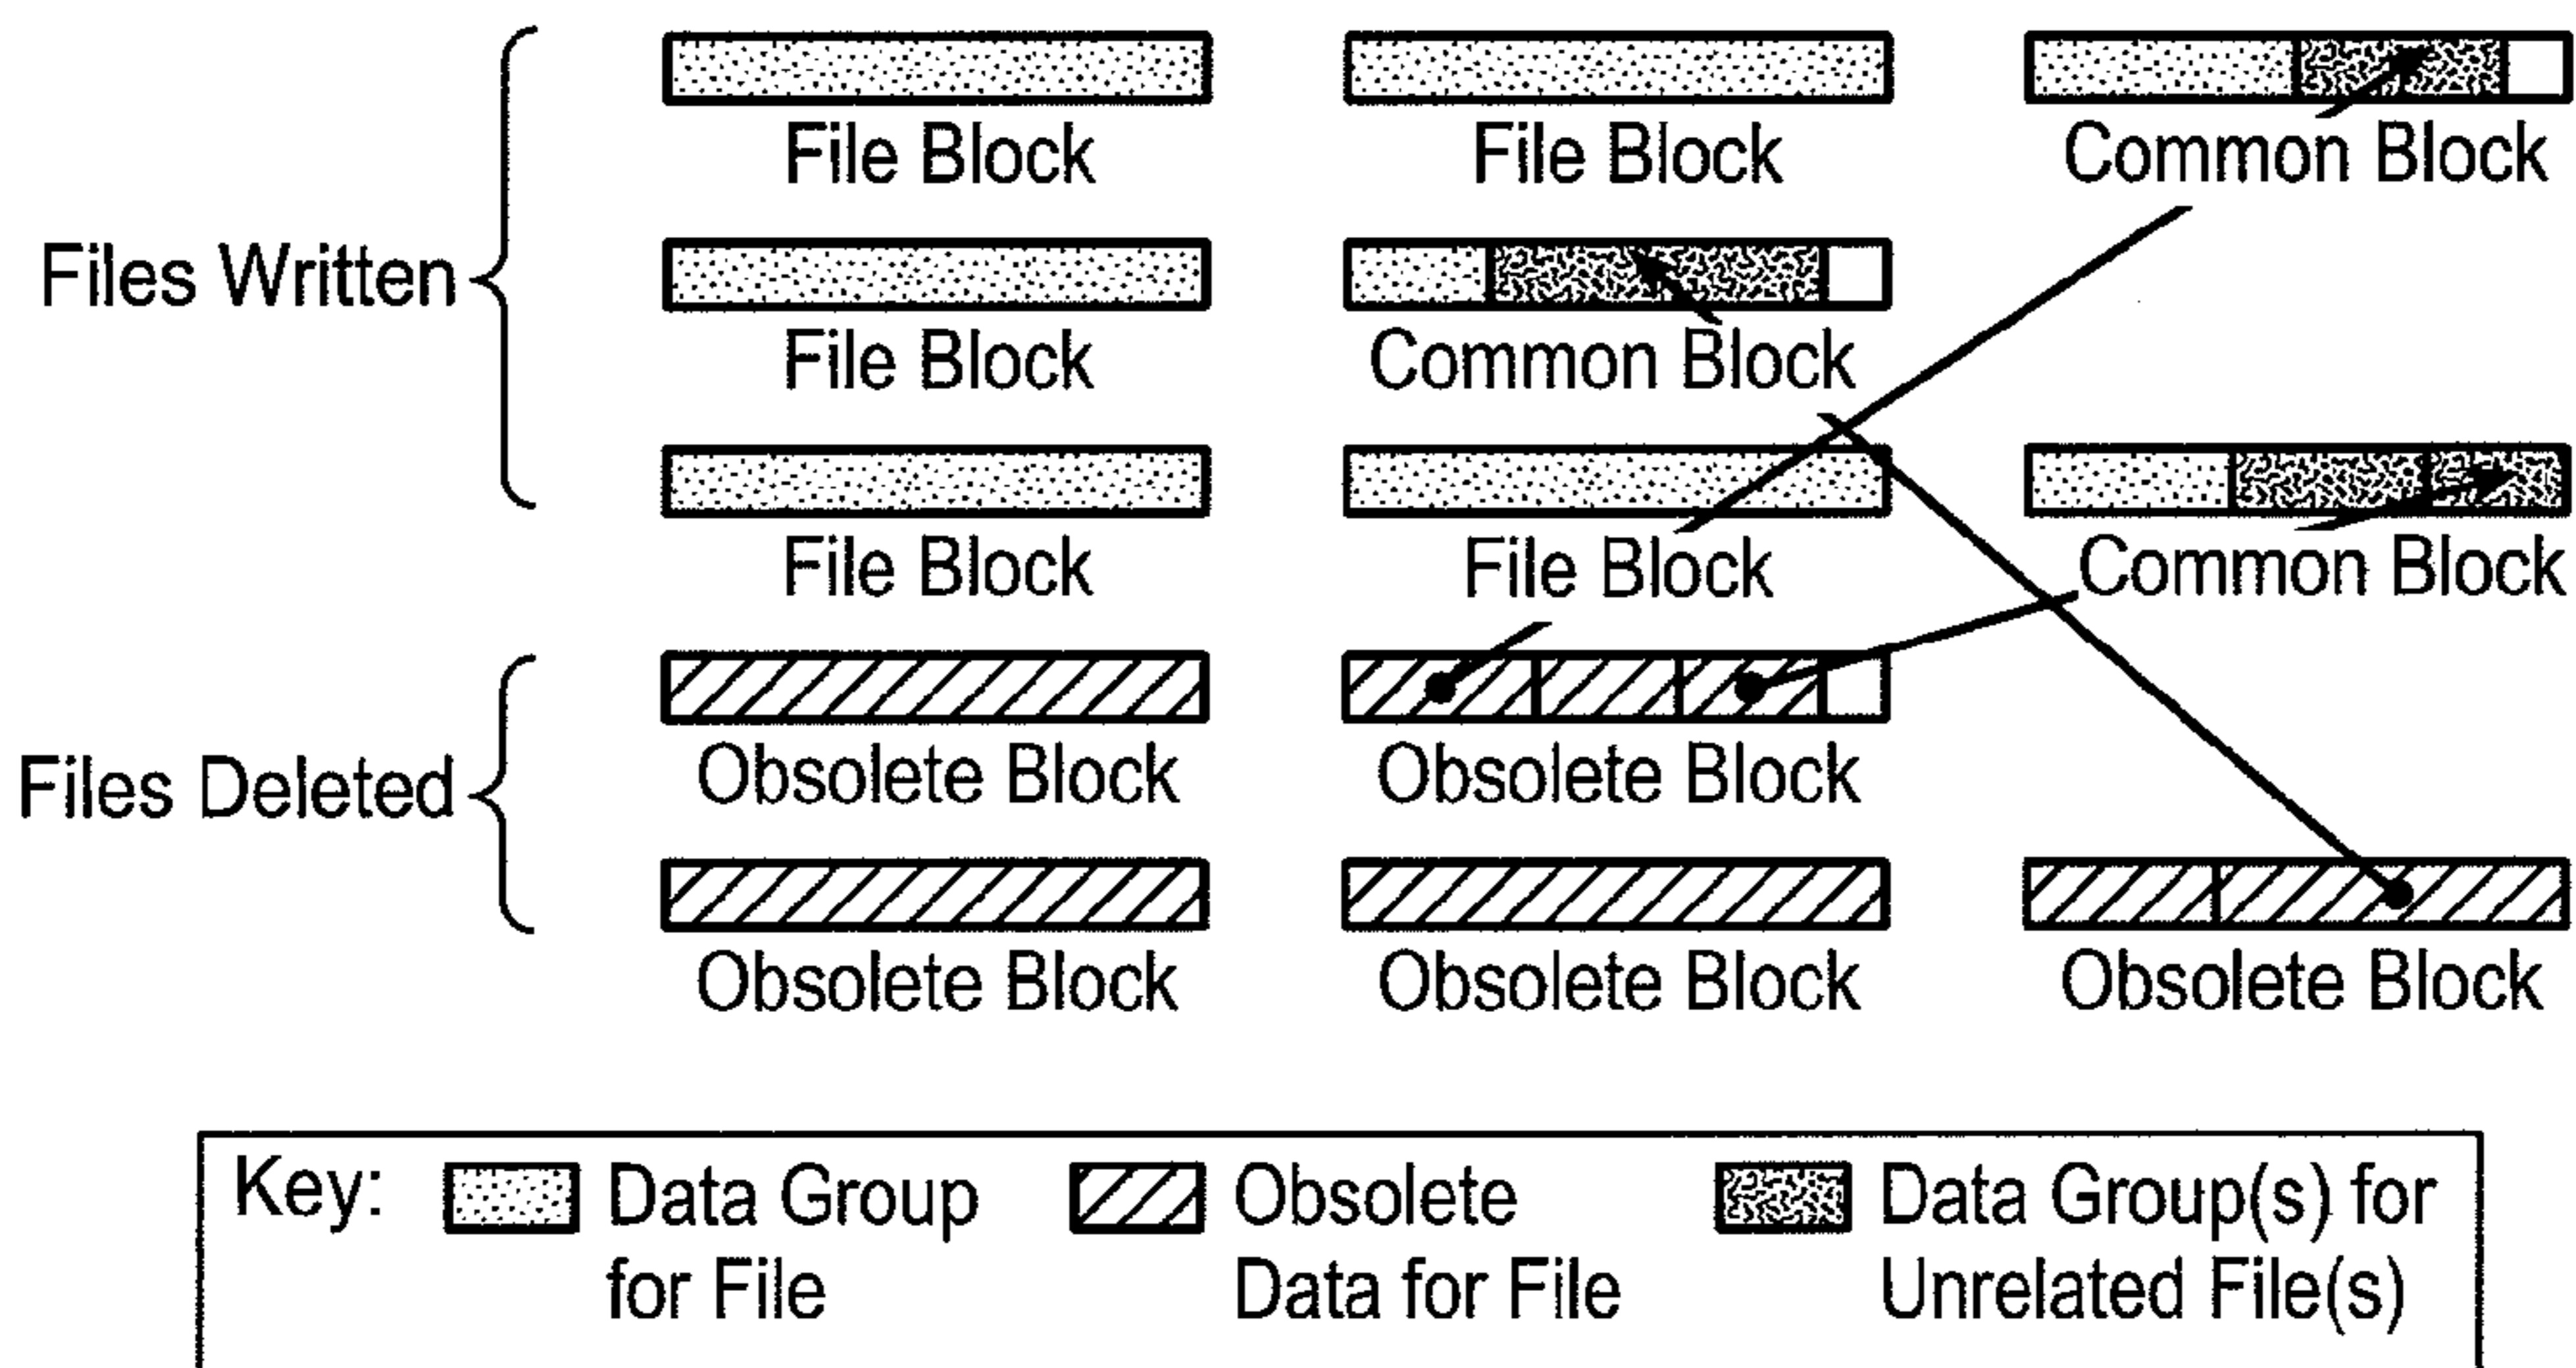 File Block File Block Common Block
Files Written
File Block Common Block
File Block File Block Common Block
Obsolete Block Obsolete Block
Files Deleted
Obsolete Block Obsolete Block Obsolete Block
Key: Data Group for File Obsolete Data for File Data Group(s) for Unrelated File(s)